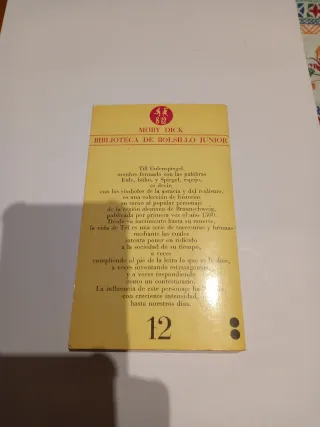 MOBY DICK
BIBLIOTECA DE BOLSILLO JUNIOR
Till Eulenspiegel,
nombre formado con las palabras
Eule, búho, y Spiegel, espejo,
es decir,
con los símbolos de la astucia y del realismo,
es una colección de historias
en torno al popular personaje
de la región alemana de Braunschweig,
publicada por primera vez el año 1500.
Desde su nacimiento hasta su muerte,
la vida de Till es una serie de travesuras y bromas
mediante las cuales
intenta poner en ridículo
a la sociedad de su tiempo,
a veces
cumpliendo al pie de la letra lo que se le dice,
a veces inventando estratagemas
y a veces respondiendo
como un contestatario.
La influencia de este personaje ha
con creciente intensidad,
hasta nuestros días.
12